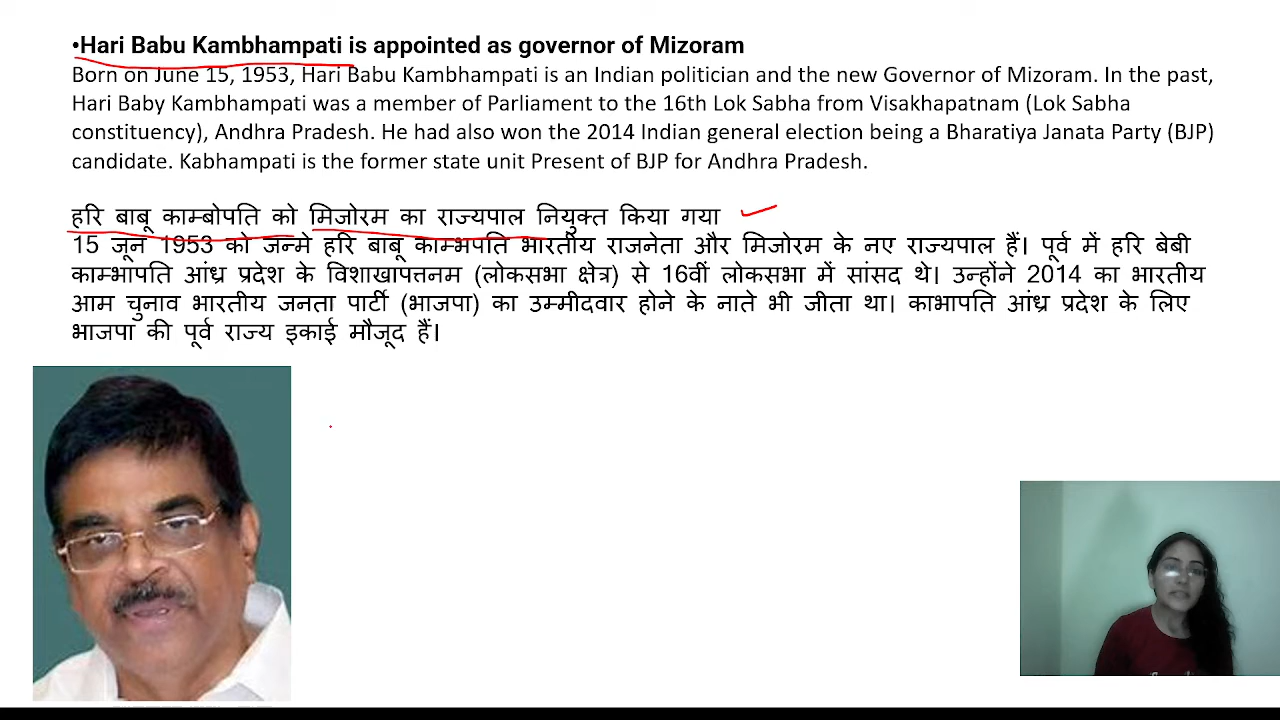 •Hari Babu Kambhampati is appointed as governor of Mizoram
Born on June 15, 1953, Hari Babu Kambhampati is an Indian politician and the new Governor of Mizoram. In the past,
Hari Baby Kambhampati was a member of Parliament to the 16th Lok Sabha from Visakhapatnam (Lok Sabha
constituency), Andhra Pradesh. He had also won the 2014 Indian general election being a Bharatiya Janata Party (BJP)
candidate. Kabhampati is the former state unit Present of BJP for Andhra Pradesh.
हरि बाबू काम्बोपति को मिजोरम का राज्यपाल नियुक्त किया गया
15 जून 1953 को जन्मे हरि बाबू काम्भपति भारतीय राजनेता और मिजोरम के नए राज्यपाल हैं। पूर्व में हरि बेबी
काम्भापति आंध्र प्रदेश के विशाखापत्तनम (लोकसभा क्षेत्र) से 16वीं लोकसभा में सांसद थे। उन्होंने 2014 का भारतीय
आम चुनाव भारतीय जनता पार्टी (भाजपा) का उम्मीदवार होने के नाते भी जीता था। काभापति आंध्र प्रदेश के लिए
भाजपा की पूर्व राज्य इकाई मौजूद हैं।